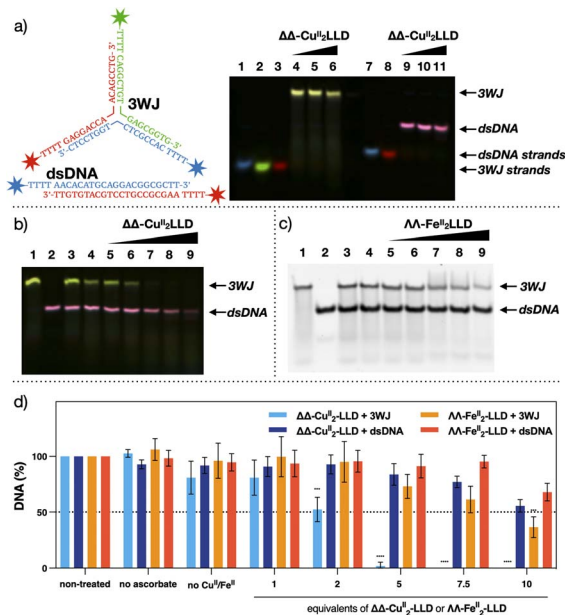 a)
ΔΔ-Cuᴵᴵ₂LLD
ΔΔ-Cuᴵᴵ₂LLD
1 2 3 4 5 6 7 8 9 10 11
TTTT CAGGCTGT
ACAGCCTG- 3'
3WJ
GAGCGGTG-
TTTT GAGGACCA
3'-CTCCTGGT
CTCGCCAC TTTT
dsDNA
TTTT AACACATGCAGGACGGCGCTT-3'
3'-TTGTGTACGTCCTGCCGCGAA TTTT
3WJ
dsDNA
dsDNA strands
3WJ strands
b)
ΔΔ-Cuᴵᴵ₂LLD
1 2 3 4 5 6 7 8 9
3WJ
dsDNA
c)
ΛΛ-Feᴵᴵ₂LLD
1 2 3 4 5 6 7 8 9
3WJ
dsDNA
d)
ΔΔ-Cuᴵᴵ₂-LLD + 3WJ
ΔΔ-Cuᴵᴵ₂-LLD + dsDNA
ΛΛ-Feᴵᴵ₂-LLD + 3WJ
ΛΛ-Feᴵᴵ₂-LLD + dsDNA
DNA (%)
100
50
0
***
****
****
****
non-treated
no ascorbate
no Cuᴵᴵ/Feᴵᴵ
1
2
5
7.5
10
equivalents of ΔΔ-Cuᴵᴵ₂-LLD or ΛΛ-Feᴵᴵ₂-LLD